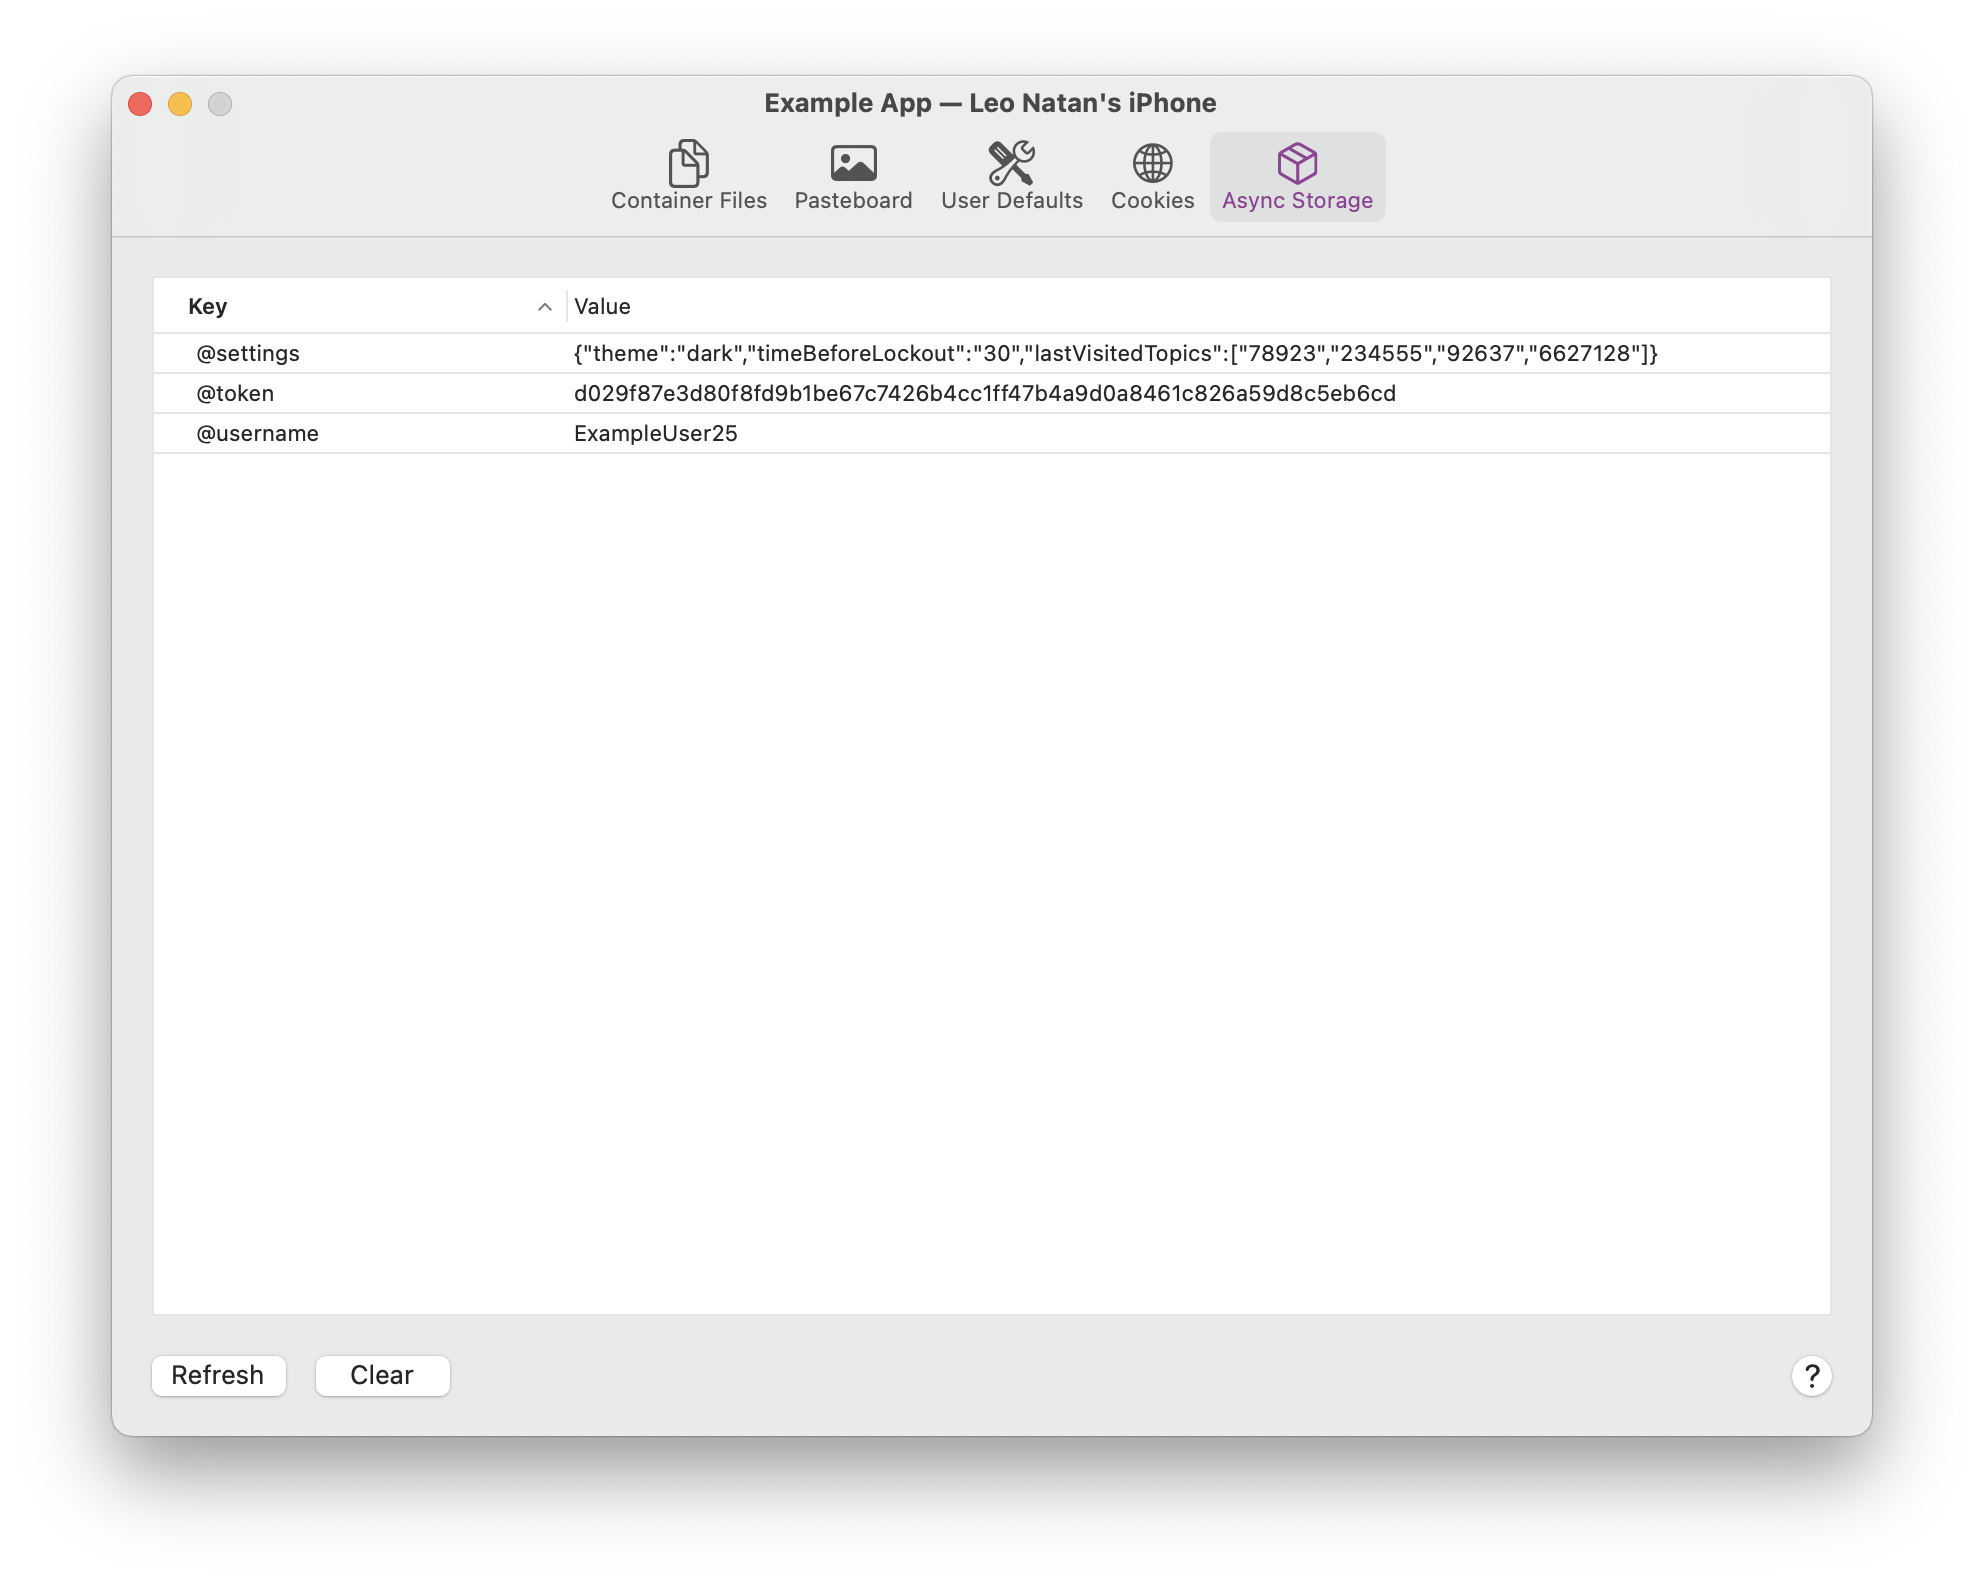 Example App — Leo Natan's iPhone
Container Files Pasteboard User Defaults Cookies Async Storage
Key Value
@settings {"theme":"dark","timeBeforeLockout":"30","lastVisitedTopics":["78923","234555","92637","6627128"]}
@token d029f87e3d80f8fd9b1be67c7426b4cc1ff47b4a9d0a8461c826a59d8c5eb6cd
@username ExampleUser25
Refresh Clear ?